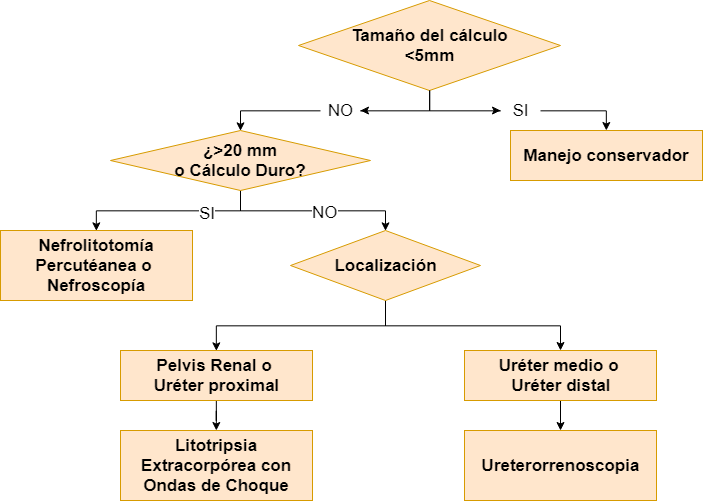 Tamaño del cálculo
<5mm
NO
SI
¿>20 mm
o Cálculo Duro?
Manejo conservador
SI
NO
Nefrolitotomía
Percutéanea o
Nefroscopía
Localización
Pelvis Renal o
Uréter proximal
Uréter medio o
Uréter distal
Litotripsia
Extracorpórea con
Ondas de Choque
Ureterorrenoscopia